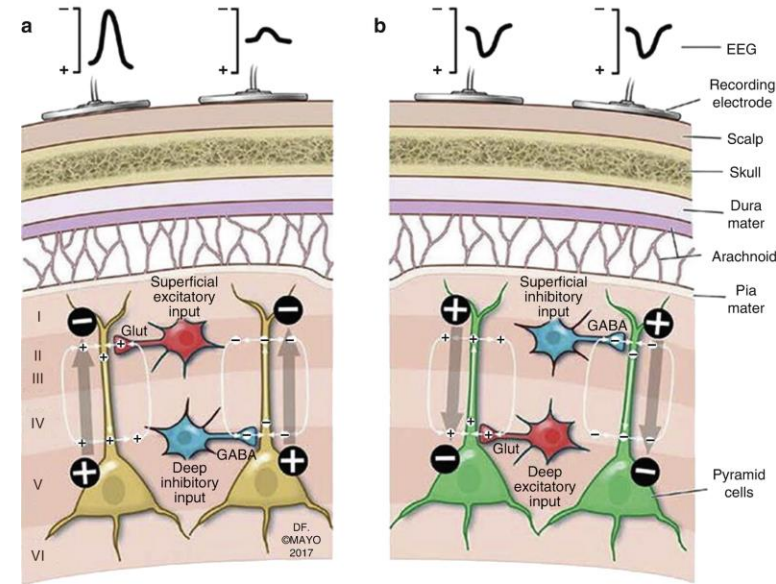 a
−
+
−
+
b
−
+
−
+
EEG
Recording
electrode
Scalp
Skull
Dura
mater
Arachnoid
Pia
mater
Pyramid
cells
I
II
III
IV
V
VI
Superficial
excitatory
input
Glut
Deep
inhibitory
input
GABA
DF.
©MAYO
2017
Superficial
inhibitory
input
GABA
Glut
Deep
excitatory
input